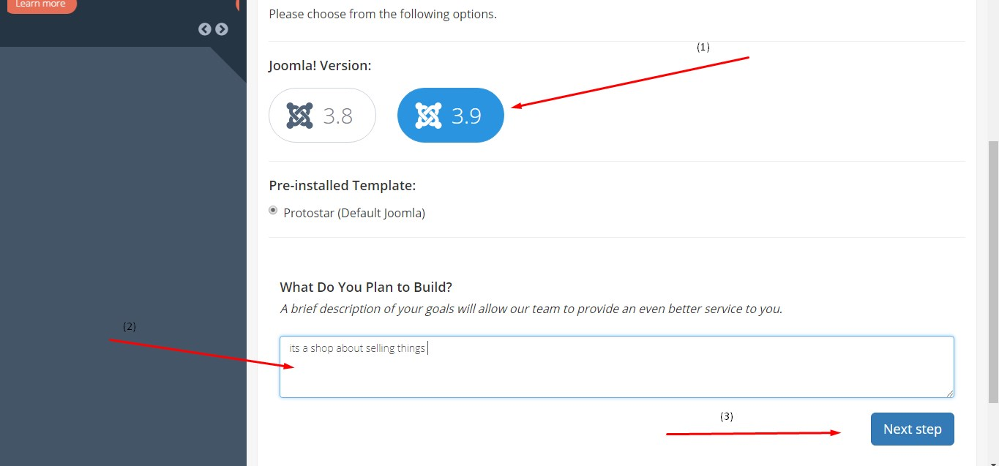 Learn more
Please choose from the following options.
(1)
Joomla! Version:
3.8
3.9
Pre-installed Template:
Protostar (Default Joomla)
What Do You Plan to Build?
A brief description of your goals will allow our team to provide an even better service to you.
(2)
its a shop about selling things
(3)
Next step